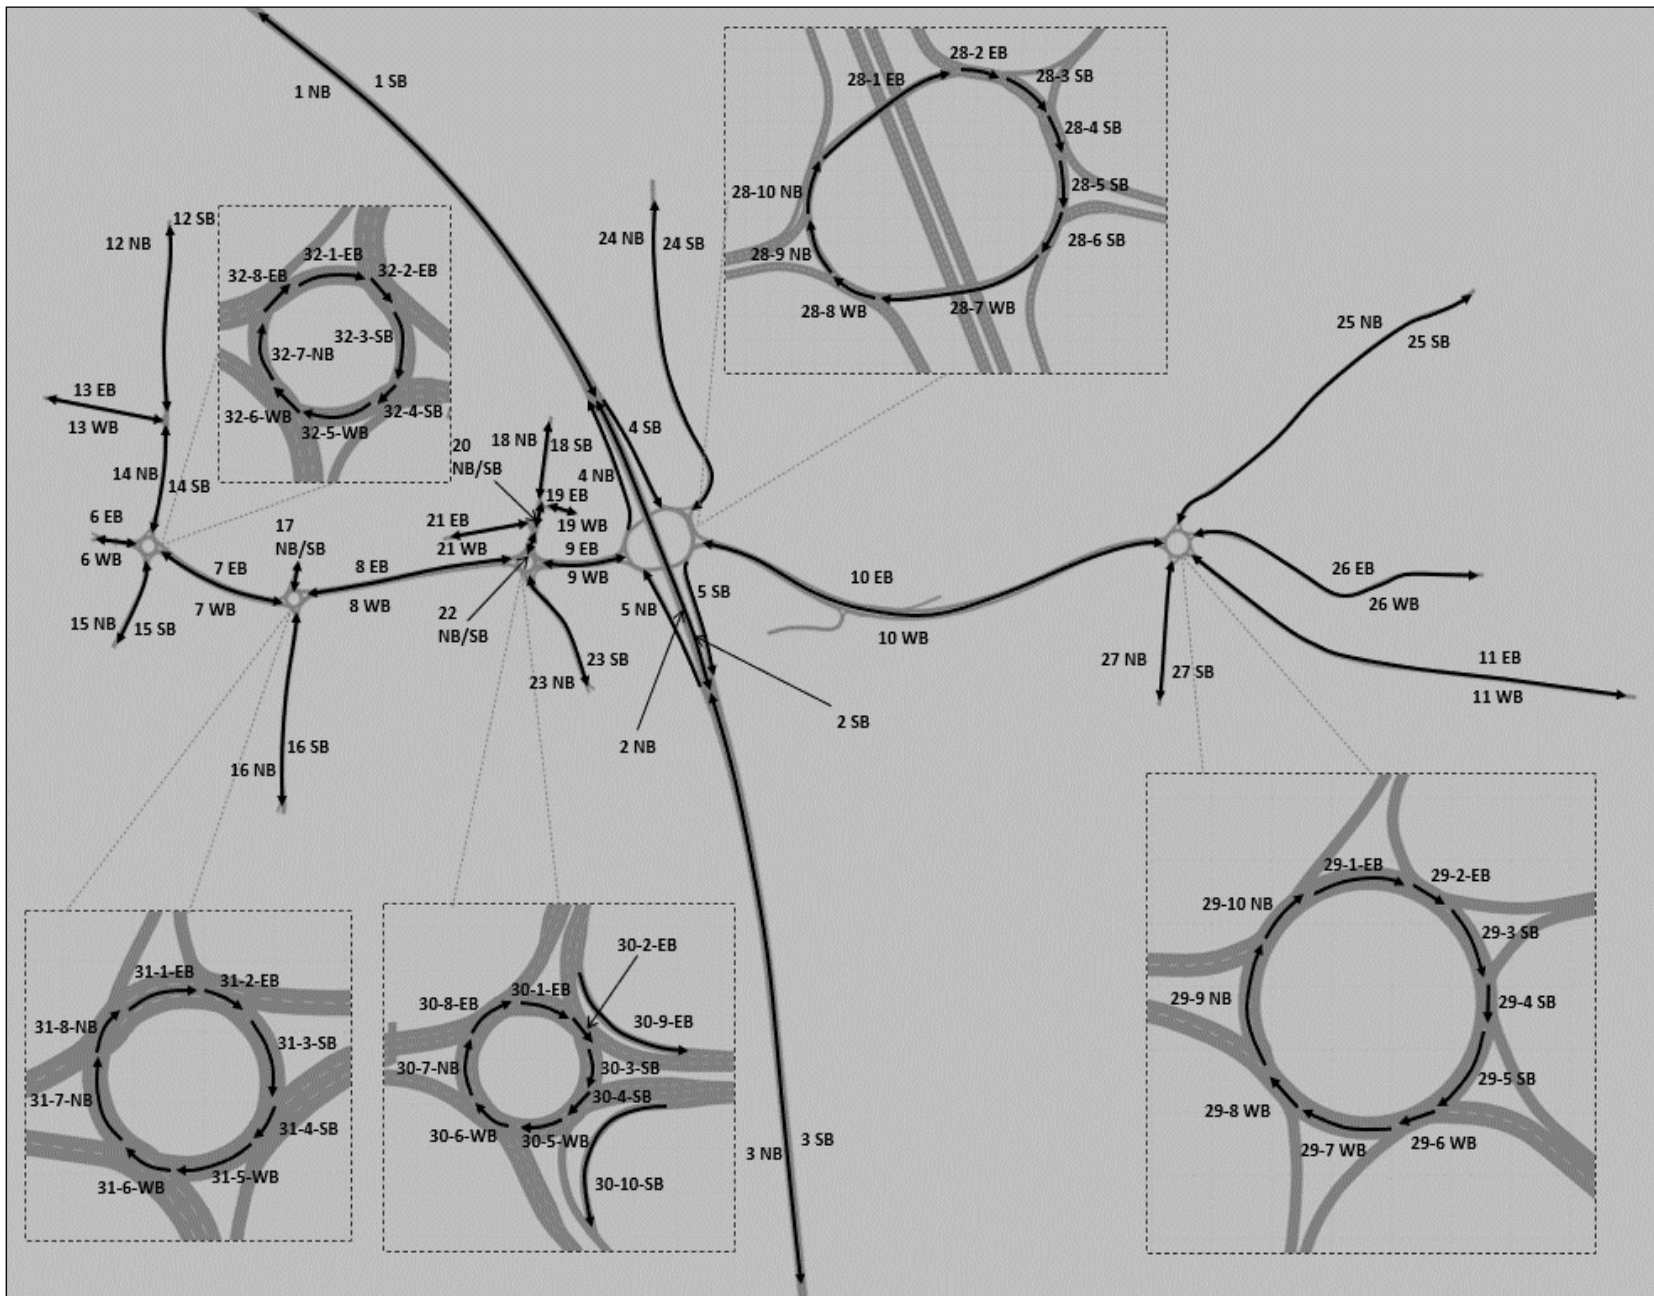 1 SB
1 NB
28-2 EB
28-1 EB
28-3 SB
28-4 SB
28-5 SB
28-10 NB
28-6 SB
28-9 NB
28-8 WB
28-7 WB
12 SB
12 NB
24 NB
24 SB
32-1-EB
32-8-EB
32-2-EB
32-3-SB
32-7-NB
32-4-SB
32-6-WB
32-5-WB
25 NB
25 SB
13 EB
13 WB
4 SB
4 NB
18 NB
18 SB
20
NB/SB
14 NB
14 SB
19 EB
19 WB
6 EB
6 WB
17
NB/SB
21 EB
21 WB
9 EB
9 WB
7 EB
7 WB
8 EB
8 WB
10 EB
10 WB
26 EB
26 WB
5 SB
5 NB
22
NB/SB
15 NB
15 SB
23 SB
23 NB
27 NB
27 SB
11 EB
11 WB
2 SB
2 NB
16 SB
16 NB
29-1-EB
29-2-EB
29-10 NB
29-3 SB
29-9 NB
29-4 SB
29-5 SB
29-8 WB
29-7 WB
29-6 WB
31-1-EB
31-2-EB
31-8-NB
31-3-SB
31-7-NB
31-4-SB
31-6-WB
31-5-WB
30-2-EB
30-1-EB
30-8-EB
30-9-EB
30-7-NB
30-3-SB
30-4-SB
30-6-WB
30-5-WB
30-10-SB
3 NB
3 SB